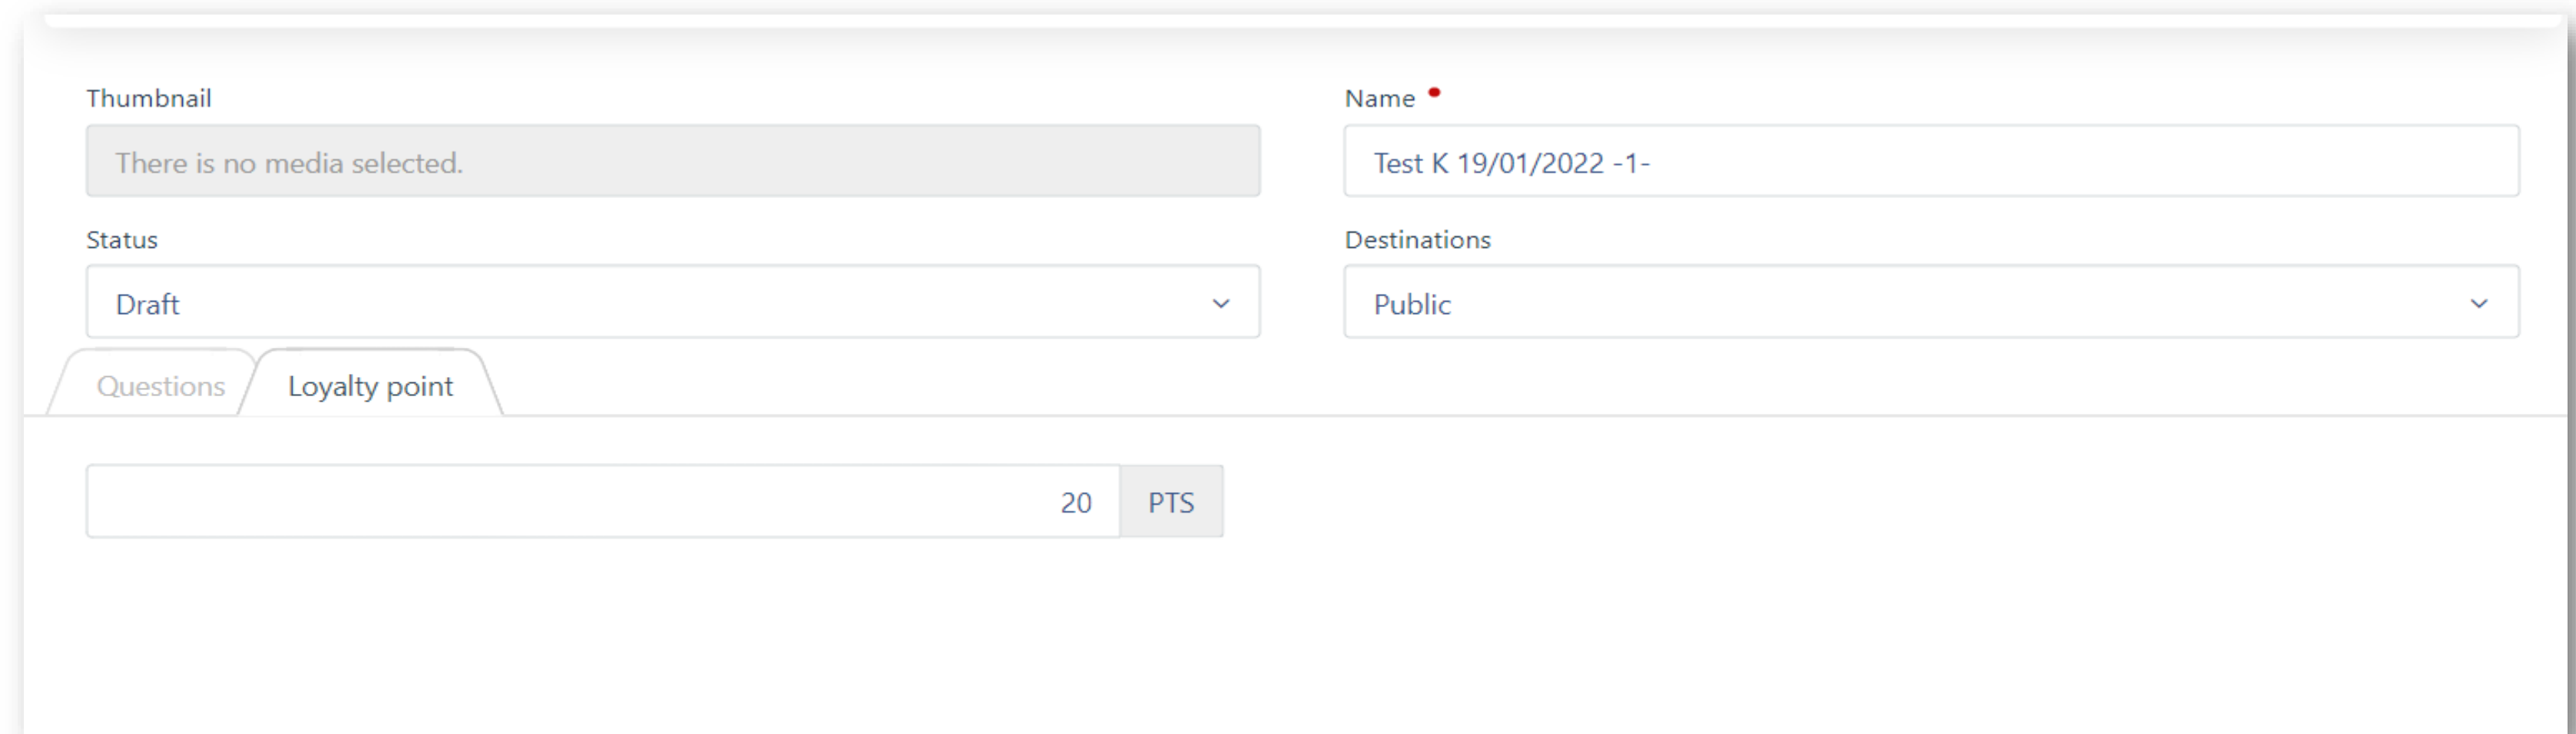 Thumbnail
Name
There is no media selected.
Test K 19/01/2022 -1-
Status
Destinations
Draft
Public
Questions
Loyalty point
20 PTS